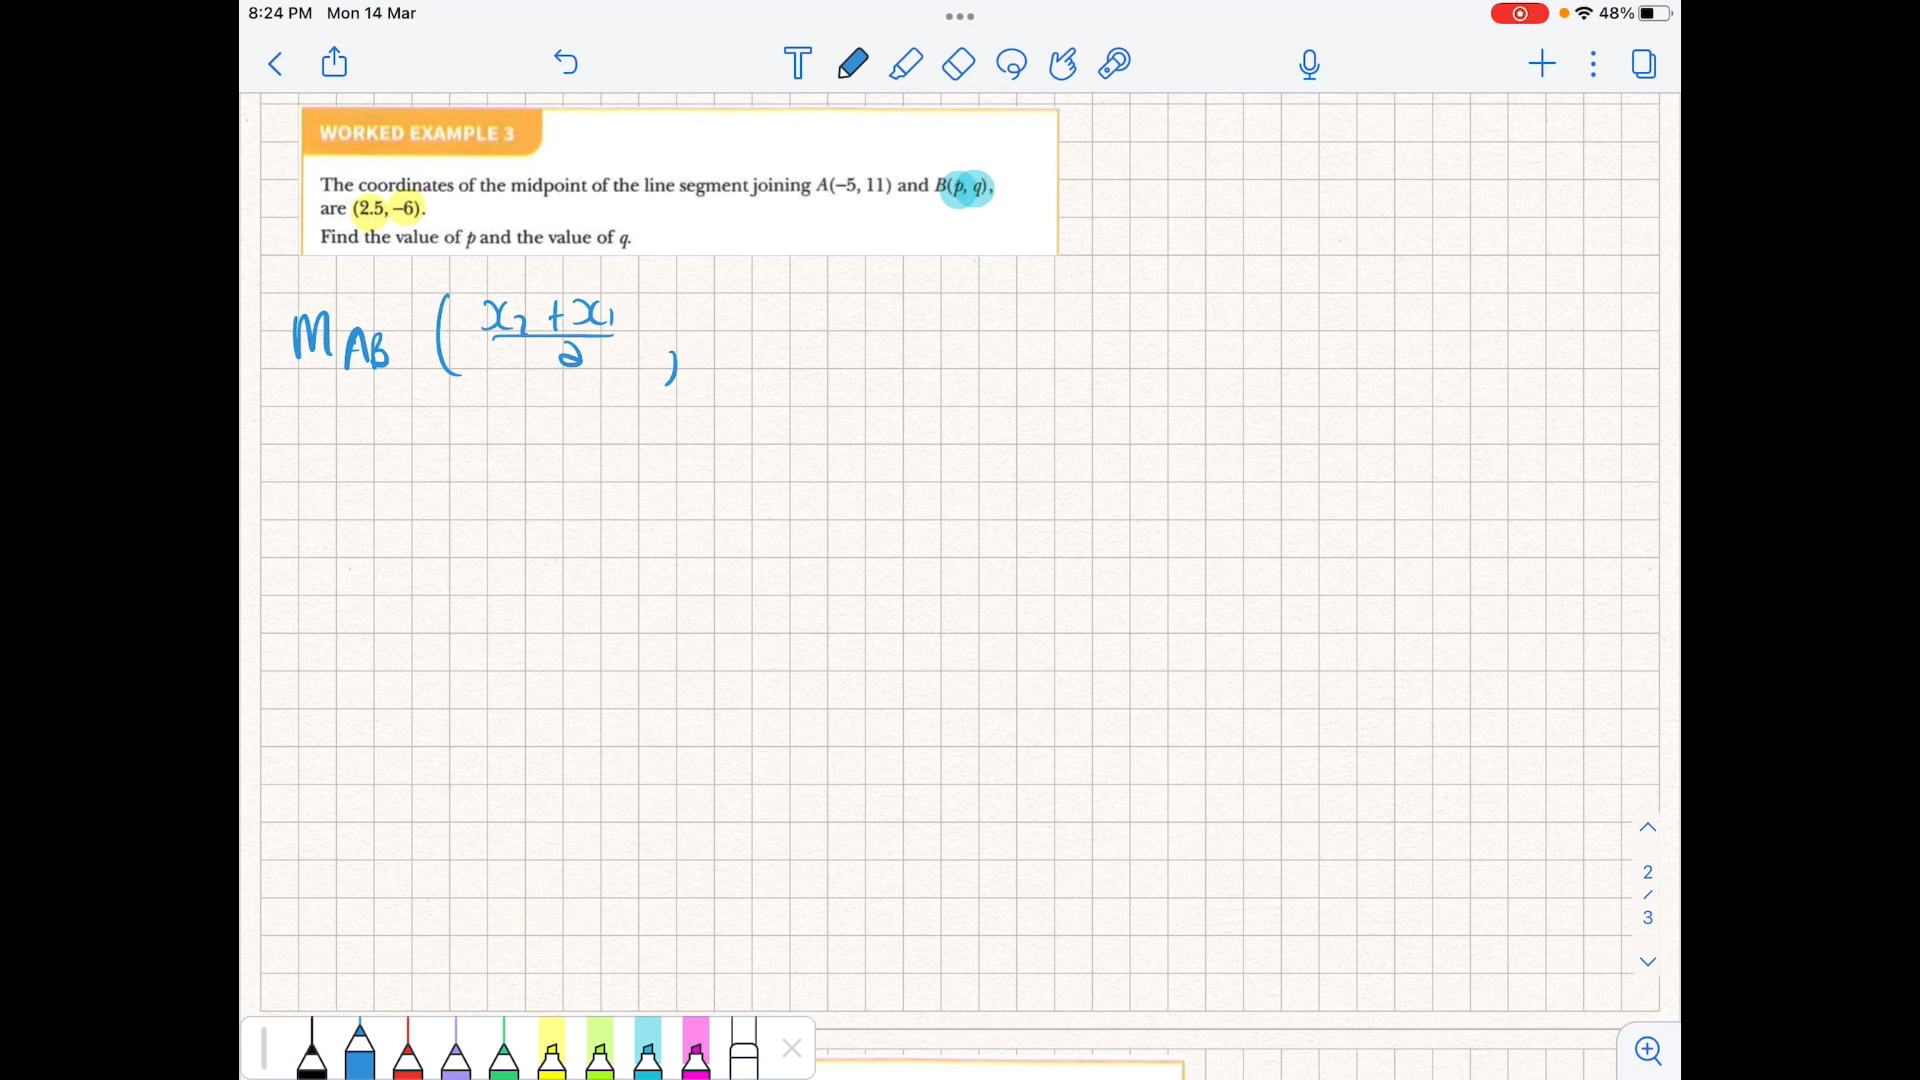 8:24 PM Mon 14 Mar
48%
T
WORKED EXAMPLE 3
The coordinates of the midpoint of the line segment joining A(−5, 11) and B(p, q),
are (2.5, −6).
Find the value of p and the value of q.
M_AB ( (x₂ + x₁)/2 ,
2
/
3